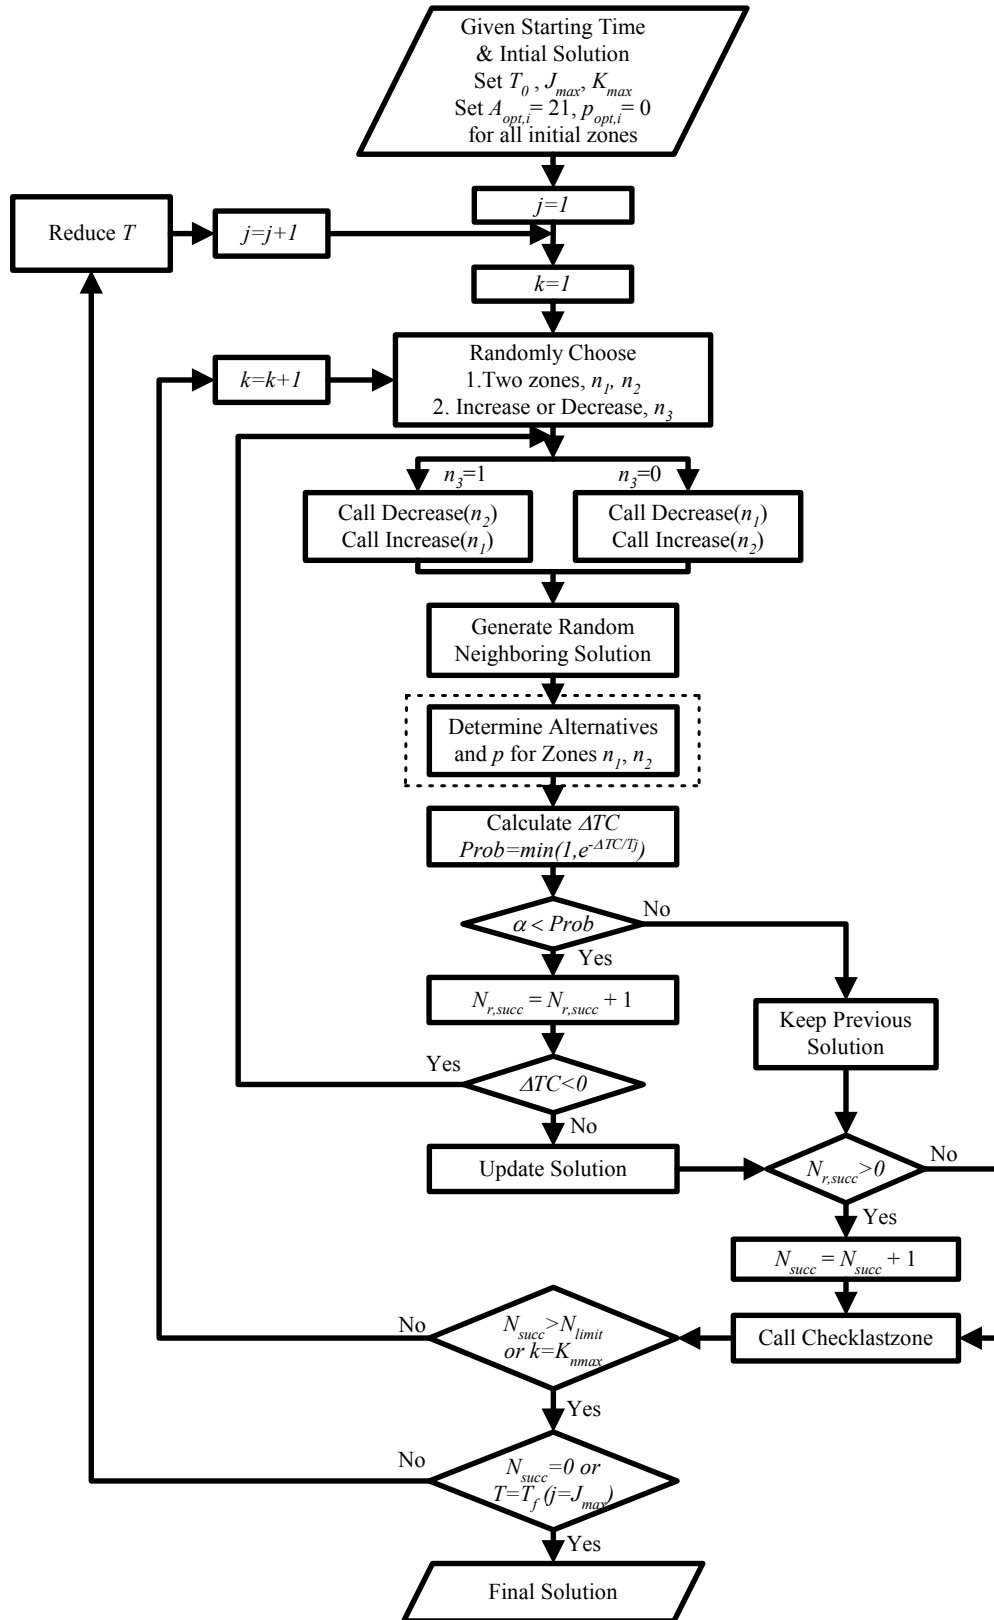 Given Starting Time
& Intial Solution
Set T0 , Jmax, Kmax
Set Aopt,i= 21, popt,i= 0
for all initial zones
j=1
Reduce T
j=j+1
k=1
Randomly Choose
1.Two zones, n1, n2
2. Increase or Decrease, n3
k=k+1
n3=1
n3=0
Call Decrease(n2)
Call Increase(n1)
Call Decrease(n1)
Call Increase(n2)
Generate Random
Neighboring Solution
Determine Alternatives
and p for Zones n1, n2
Calculate ΔTC
Prob=min(1,e-ΔTC/Tj)
α < Prob
No
Yes
Nr,succ = Nr,succ + 1
Keep Previous
Solution
Yes
ΔTC<0
No
Update Solution
Nr,succ>0
No
Yes
Nsucc = Nsucc + 1
Call Checklastzone
No
Nsucc>Nlimit
or k=Knmax
Yes
No
Nsucc=0 or
T=Tf (j=Jmax)
Yes
Final Solution